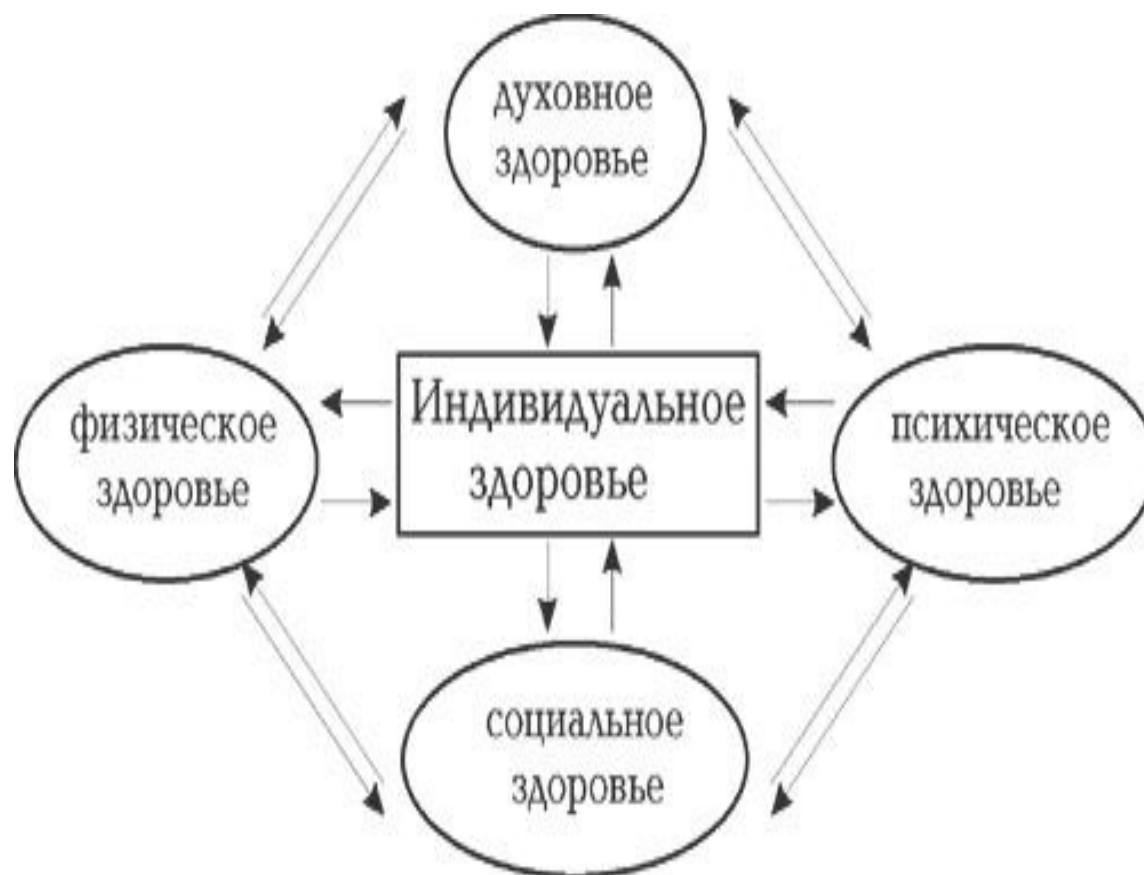 духовное
здоровье
физическое
здоровье
Индивидуальное
здоровье
психическое
здоровье
социальное
здоровье